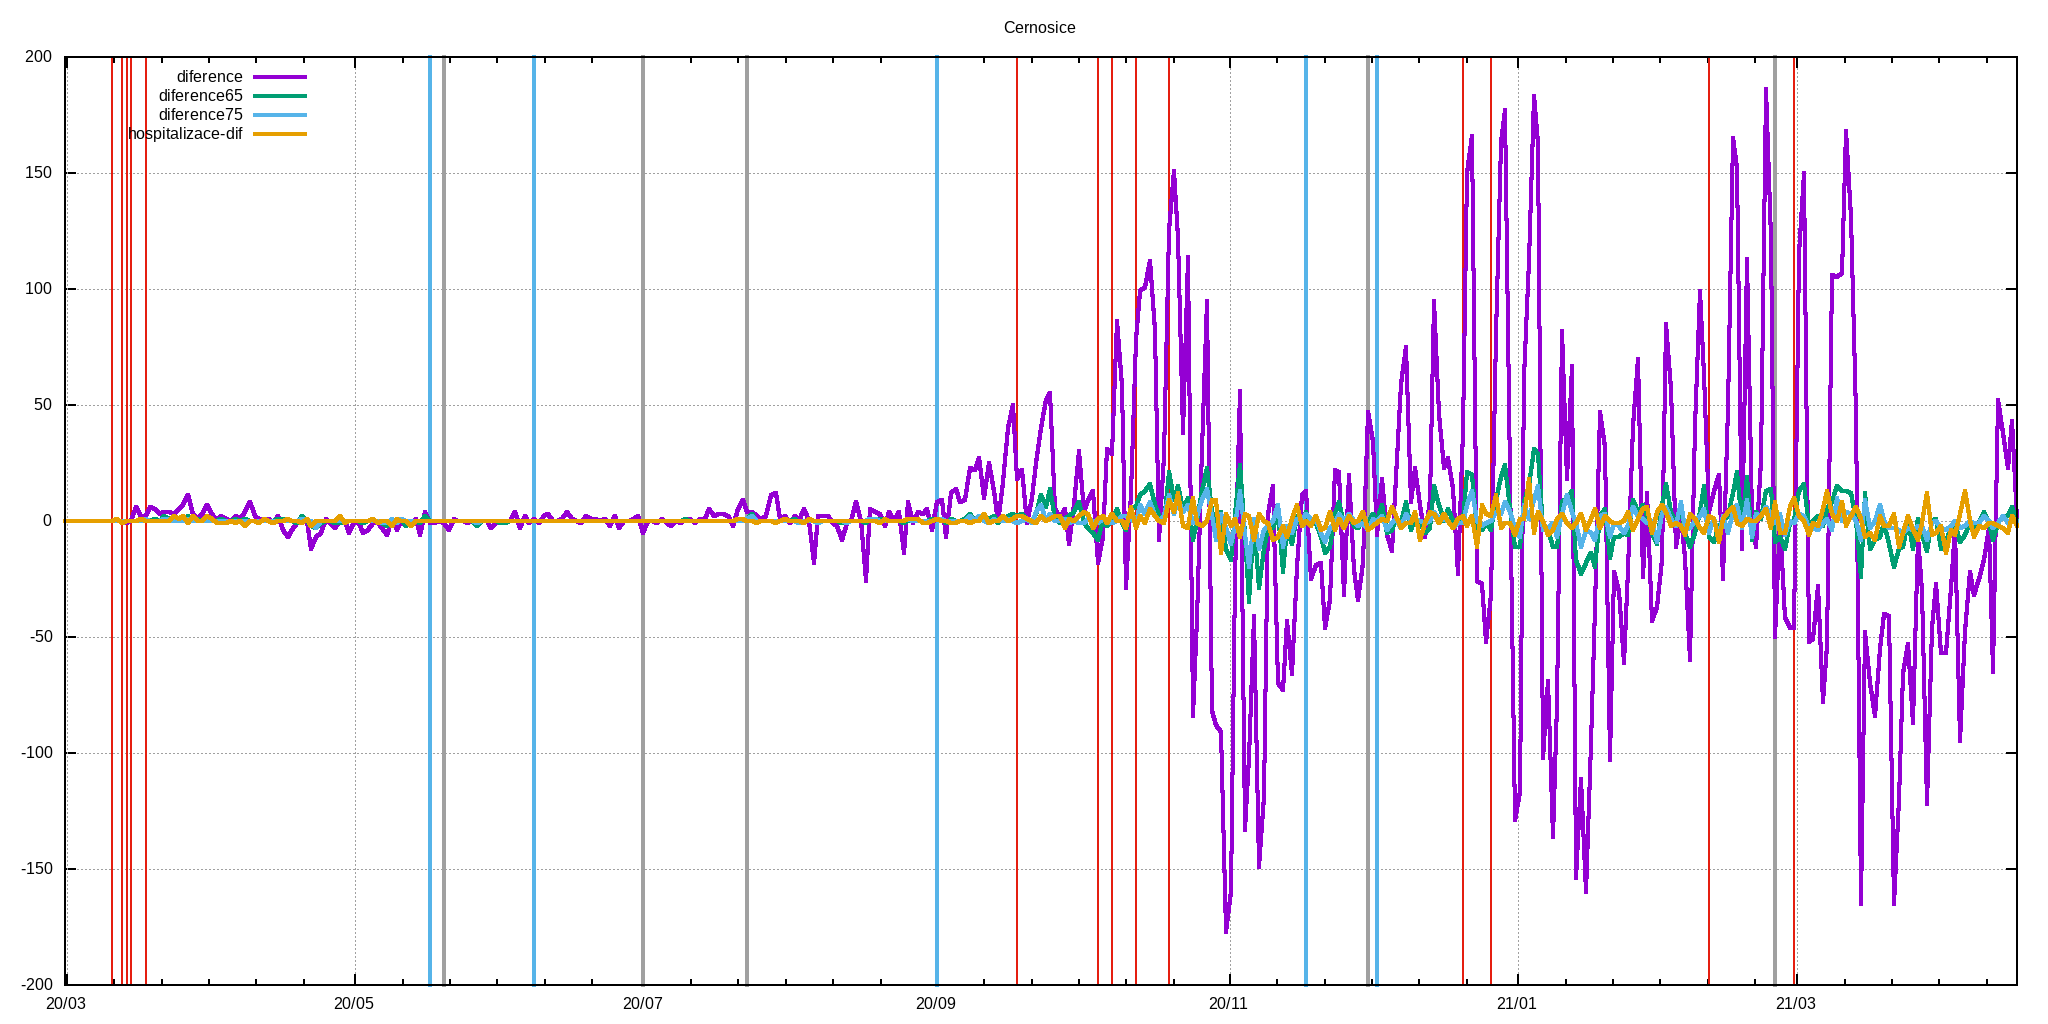 Cernosice
200
150
100
50
0
-50
-100
-150
-200
diference
diference65
diference75
hospitalizace-dif
20/03 20/05 20/07 20/09 20/11 21/01 21/03